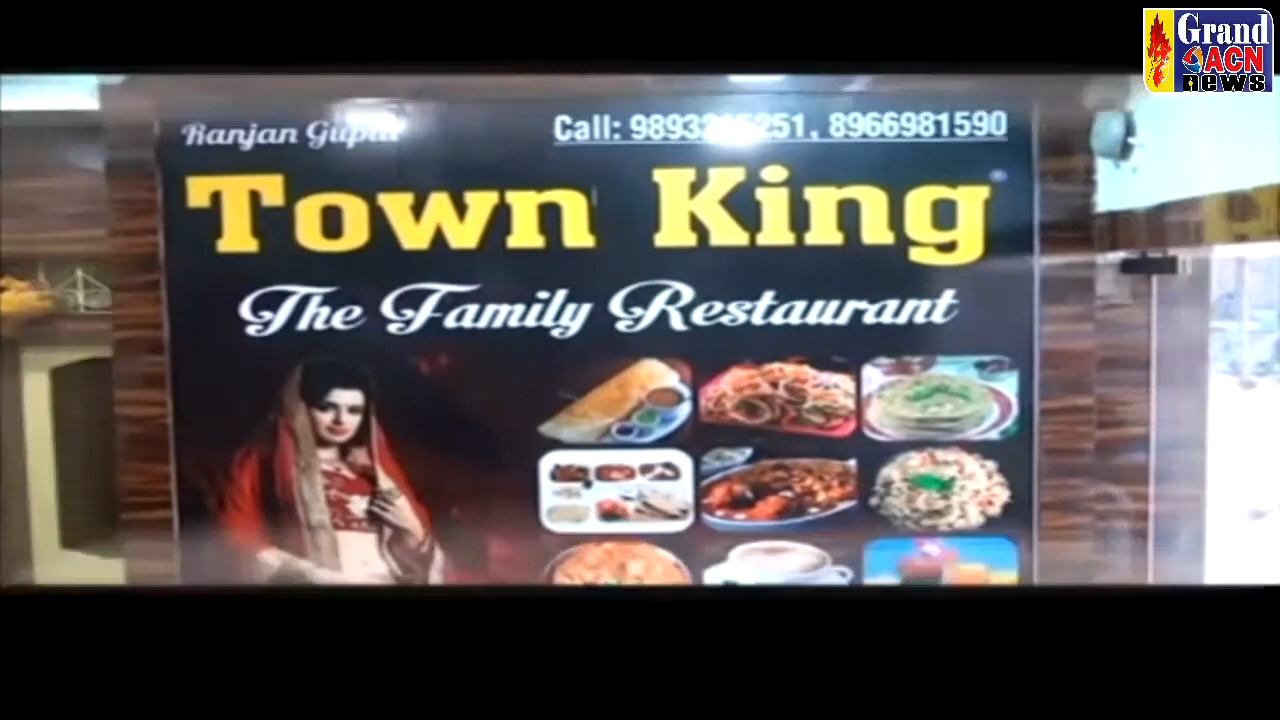 Grand
ACN
news
Ranjan
Call: , 8966981590
Town King
The Family Restaurant